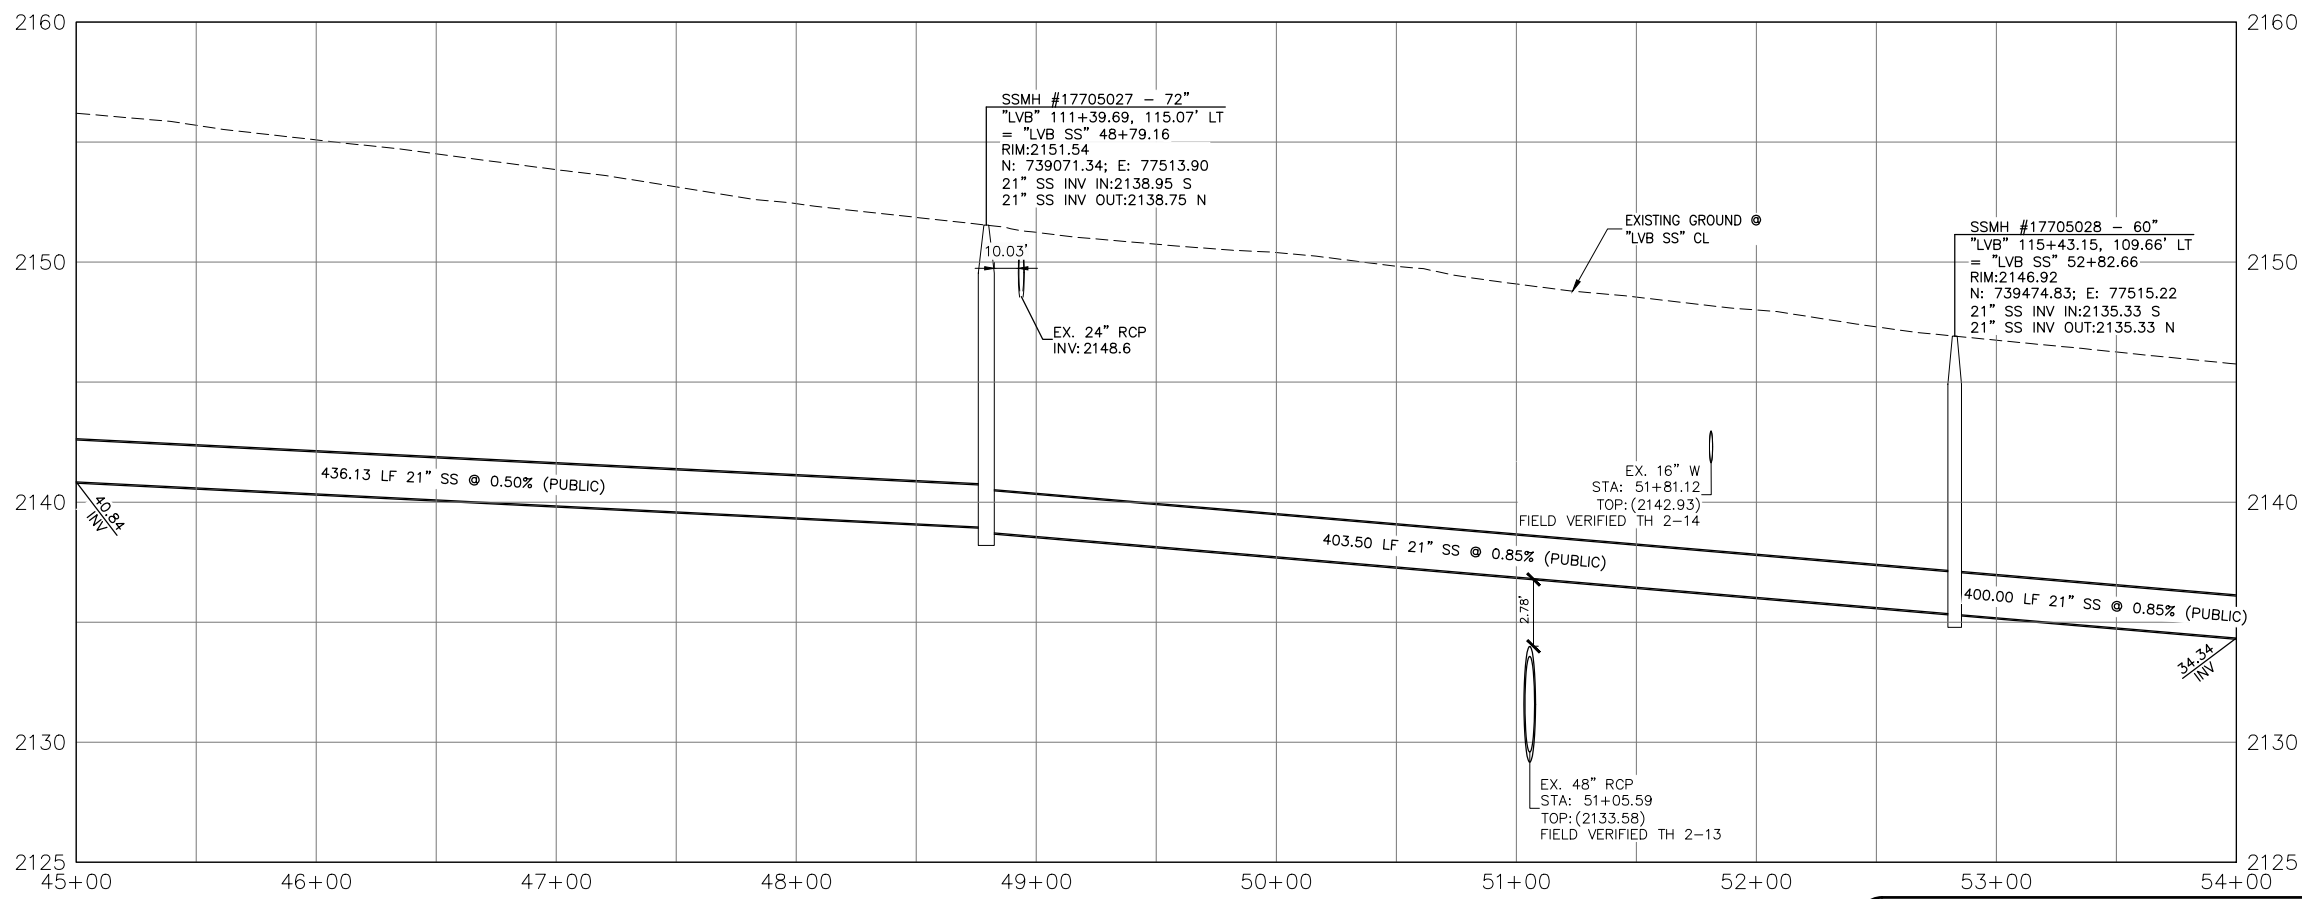 2160
2160
SSMH #17705027 - 72"
"LVB" 111+39.69, 115.07' LT
= "LVB SS" 48+79.16
RIM:2151.54
N: 739071.34; E: 77513.90
21" SS INV IN:2138.95 S
21" SS INV OUT:2138.75 N
EXISTING GROUND @
"LVB SS" CL
SSMH #17705028 - 60"
"LVB" 115+43.15, 109.66' LT
= "LVB SS" 52+82.66
RIM:2146.92
N: 739474.83; E: 77515.22
21" SS INV IN:2135.33 S
21" SS INV OUT:2135.33 N
2150
10.03'
2150
EX. 24" RCP
INV:2148.6
436.13 LF 21" SS @ 0.50% (PUBLIC)
EX. 16" W
STA: 51+81.12
TOP:(2142.93)
FIELD VERIFIED TH 2-14
2140
2140
40.84
INV
403.50 LF 21" SS @ 0.85% (PUBLIC)
2.78'
400.00 LF 21" SS @ 0.85% (PUBLIC)
34.34
INV
2130
2130
EX. 48" RCP
STA: 51+05.59
TOP:(2133.58)
FIELD VERIFIED TH 2-13
2125
2125
45+00
46+00
47+00
48+00
49+00
50+00
51+00
52+00
53+00
54+00